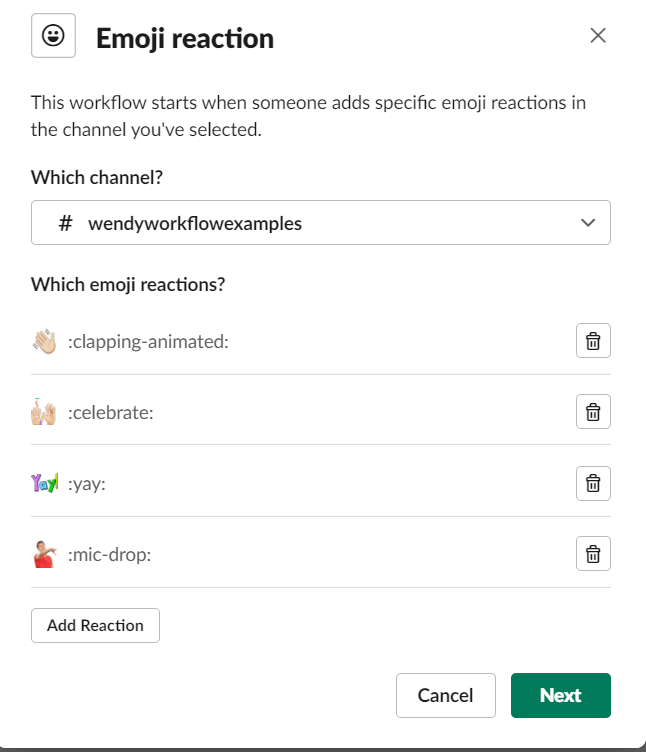 Emoji reaction
This workflow starts when someone adds specific emoji reactions in
the channel you've selected.
Which channel?
# wendyworkflowexamples
Which emoji reactions?
:clapping-animated:
:celebrate:
Yay! :yay:
:mic-drop:
Add Reaction
Cancel Next